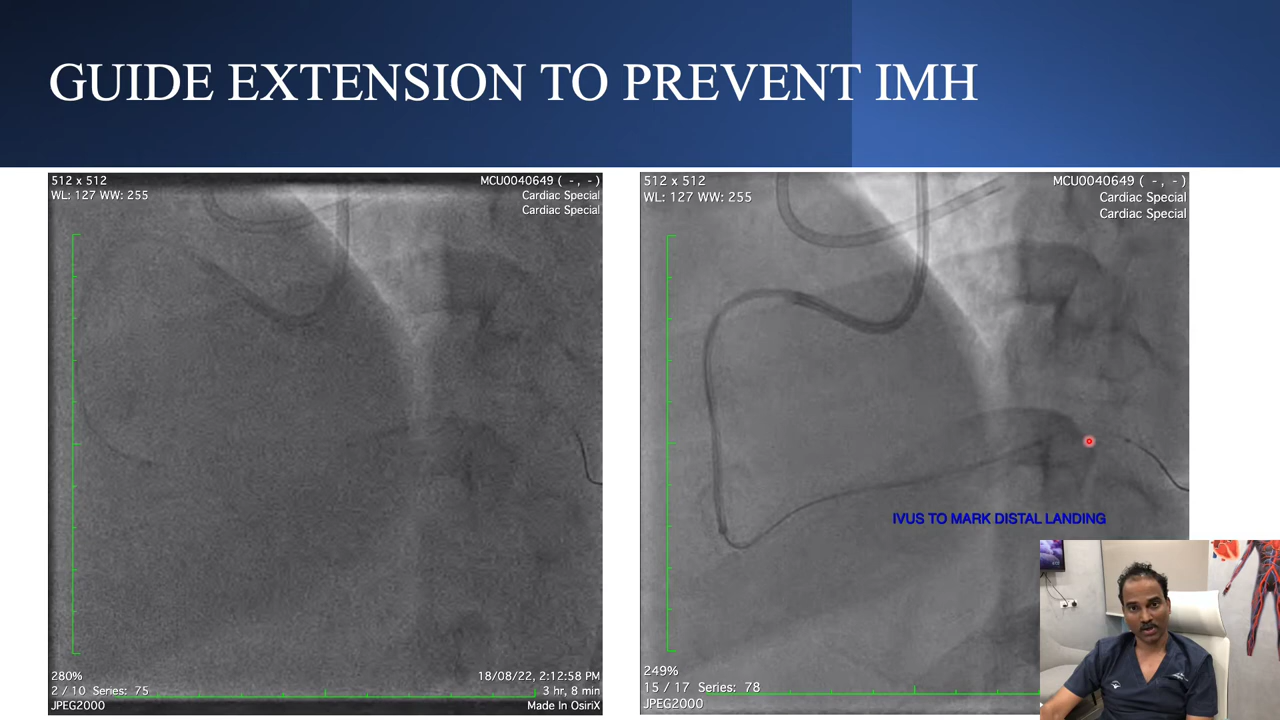 GUIDE EXTENSION TO PREVENT IMH
512 x 512
WL: 127 WW: 255
MCU0040649 ( -, -)
Cardiac Special
Cardiac Special
280%
2 / 10 Series: 75
JPEG2000
18/08/22, 2:12:58 PM
3 hr, 8 min
Made In OsiriX
512 x 512
WL: 127 WW: 255
MCU0040649 ( -, -)
Cardiac Special
Cardiac Special
IVUS TO MARK DISTAL LANDING
249%
15 / 17 Series: 78
JPEG2000